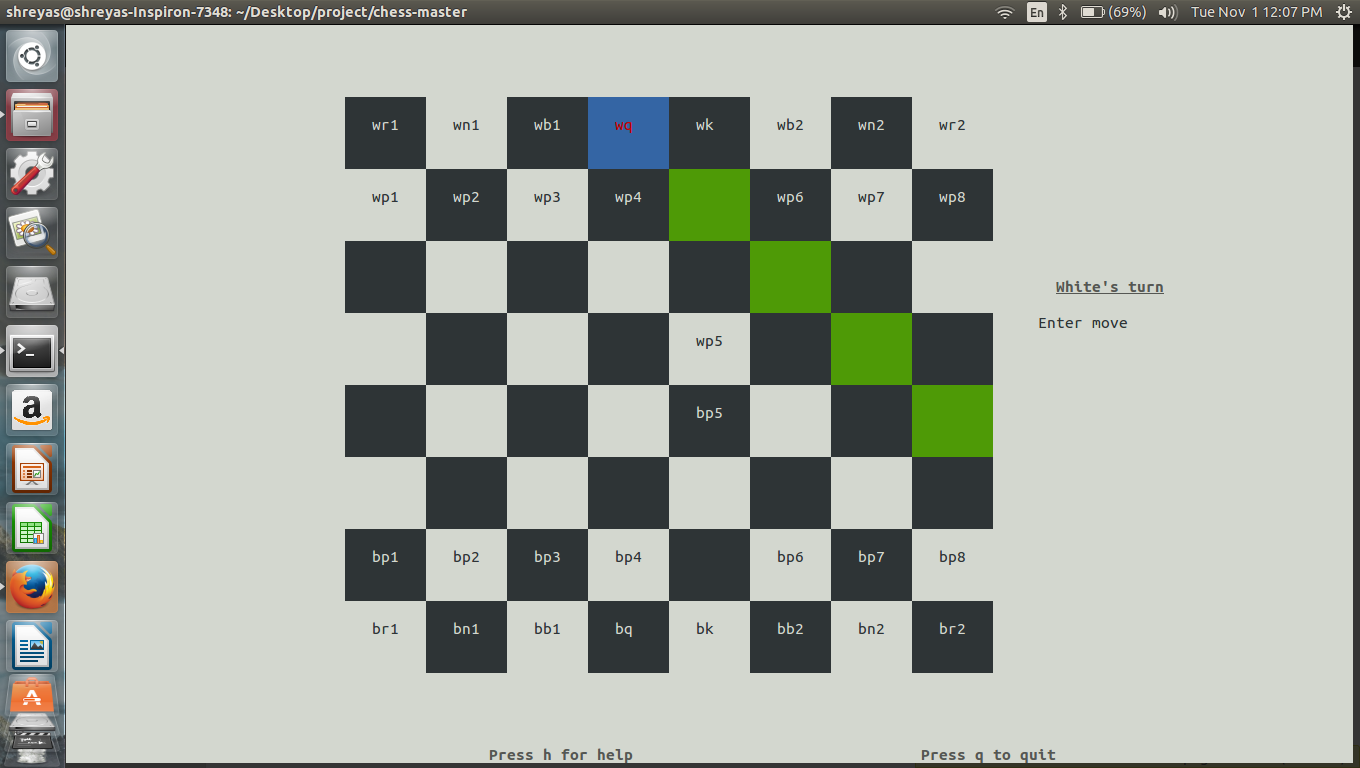 shreyas@shreyas-Inspiron-7348: ~/Desktop/project/chess-master En (69%) Tue Nov 1 12:07 PM
wr1 wn1 wb1 wq wk wb2 wn2 wr2
wp1 wp2 wp3 wp4 wp6 wp7 wp8
White's turn
Enter move
wp5
bp5
bp1 bp2 bp3 bp4 bp6 bp7 bp8
br1 bn1 bb1 bq bk bb2 bn2 br2
Press h for help Press q to quit